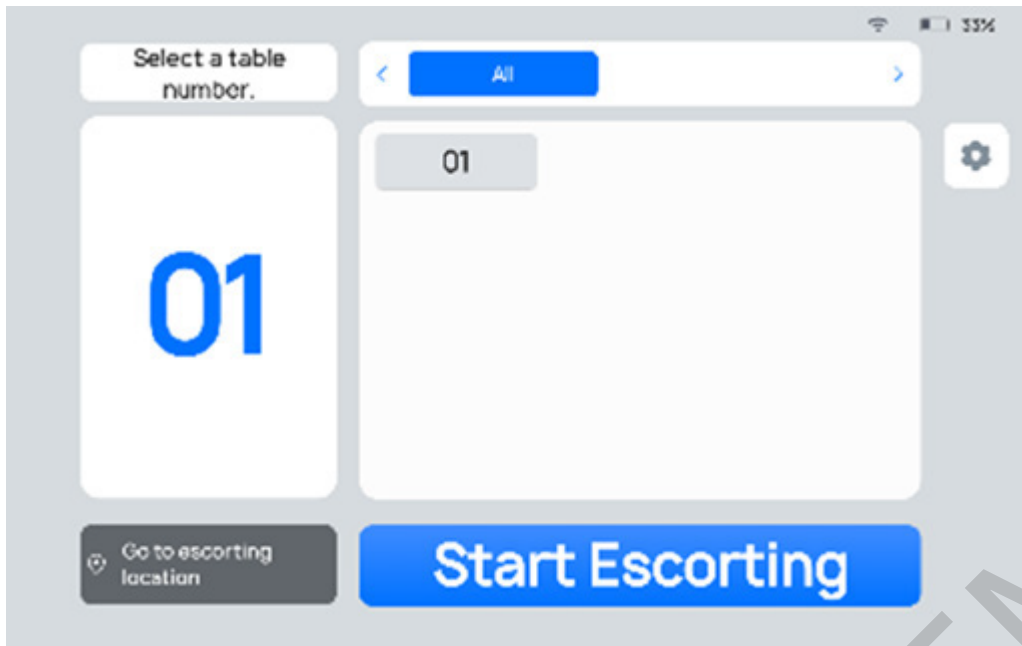 33%
Select a table
number.
All
01
01
Go to escorting
location
Start Escorting